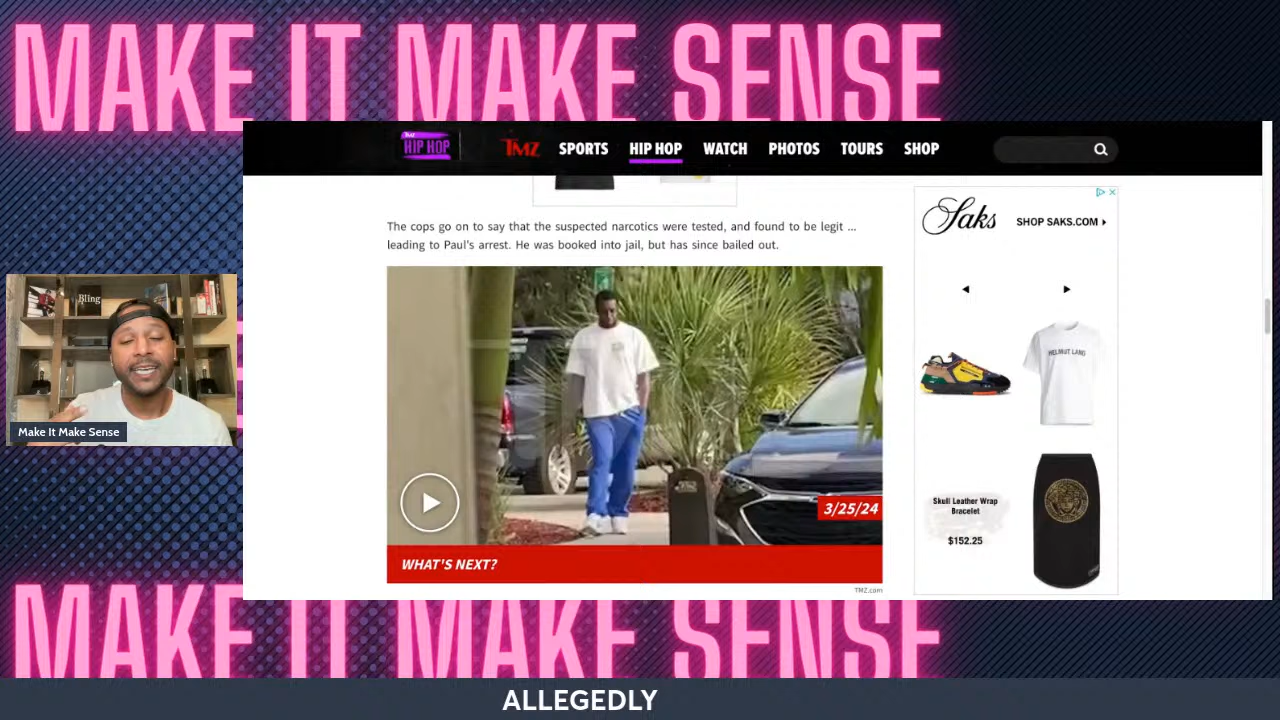 MAKE IT MAKE SENSE
TMZ
HIP HOP
TMZ
SPORTS
HIP HOP
WATCH
PHOTOS
TOURS
SHOP
The cops go on to say that the suspected narcotics were tested, and found to be legit ...
leading to Paul's arrest. He was booked into jail, but has since bailed out.
Saks
SHOP SAKS.COM
HELMUT LANG
Bling
Make It Make Sense
3/25/24
Skull Leather Wrap
Bracelet
$152.25
WHAT'S NEXT?
TMZ.com
MAKE IT MAKE SENSE
ALLEGEDLY